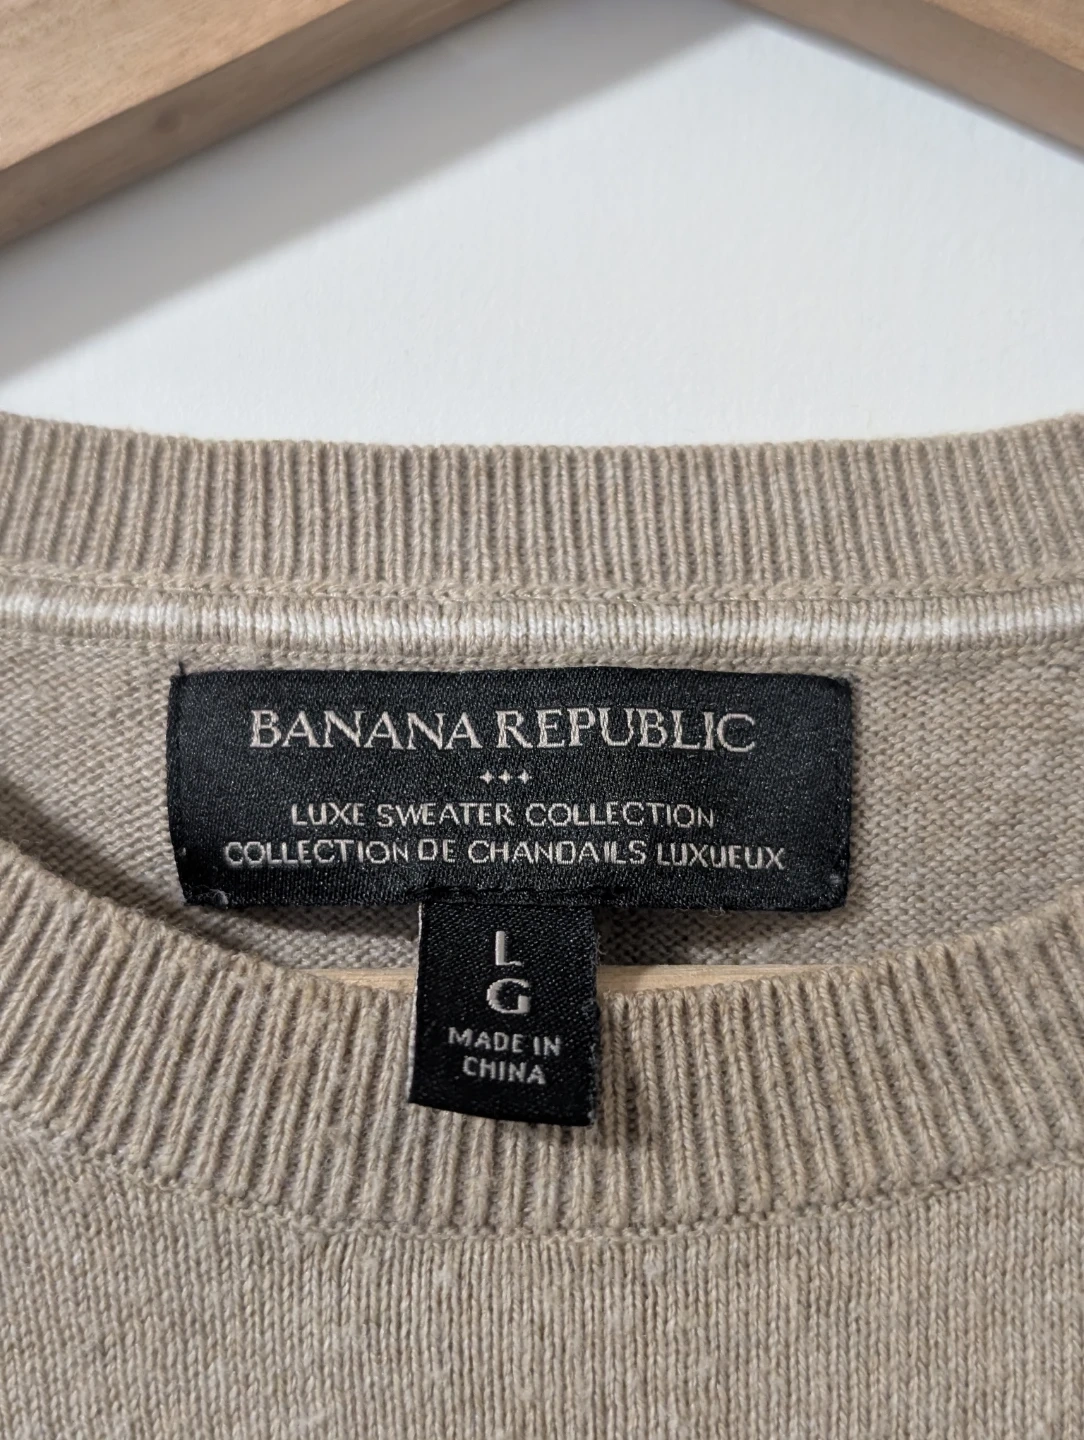 BANANA REPUBLIC
LUXE SWEATER COLLECTION
COLLECTION DE CHANDAILS LUXUEUX
L
G
MADE IN
CHINA